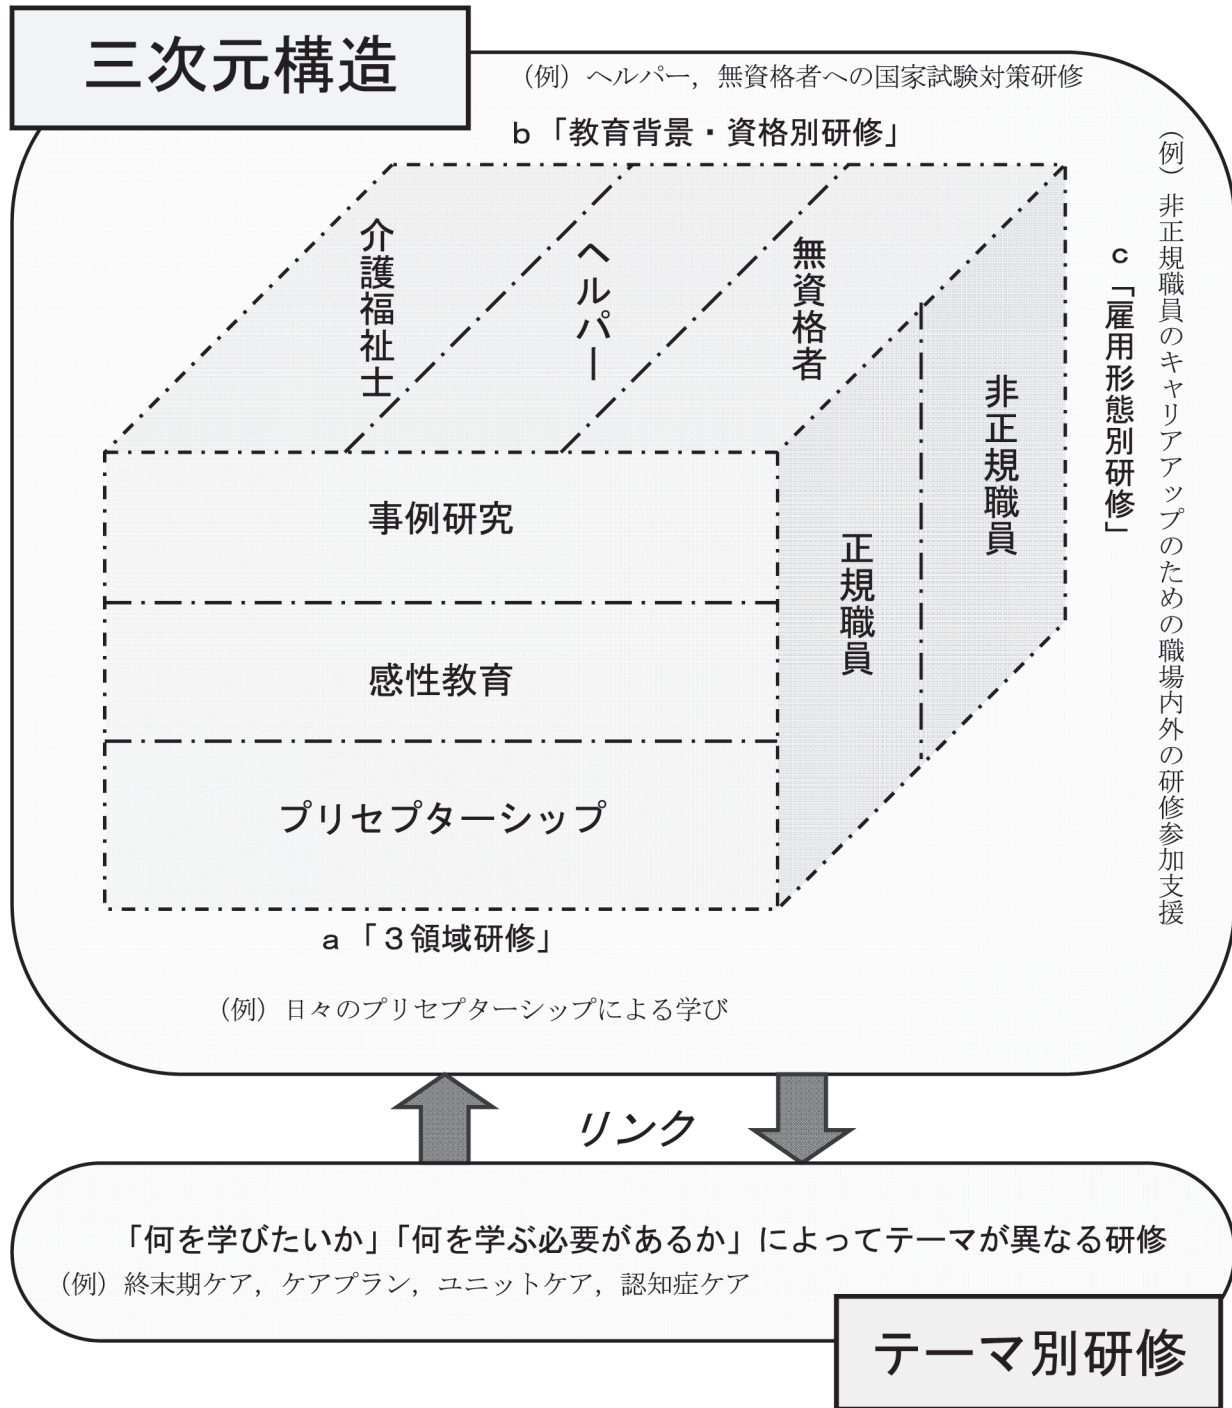 三次元構造
（例）ヘルパー，無資格者への国家試験対策研修
b「教育背景・資格別研修」
介護福祉士
ヘルパー
無資格者
c「雇用形態別研修」
（例）非正規職員のキャリアアップのための職場内外の研修参加支援
事例研究
感性教育
プリセプターシップ
正規職員
非正規職員
a「３領域研修」
（例）日々のプリセプターシップによる学び
リンク
「何を学びたいか」「何を学ぶ必要があるか」によってテーマが異なる研修
（例）終末期ケア，ケアプラン，ユニットケア，認知症ケア
テーマ別研修